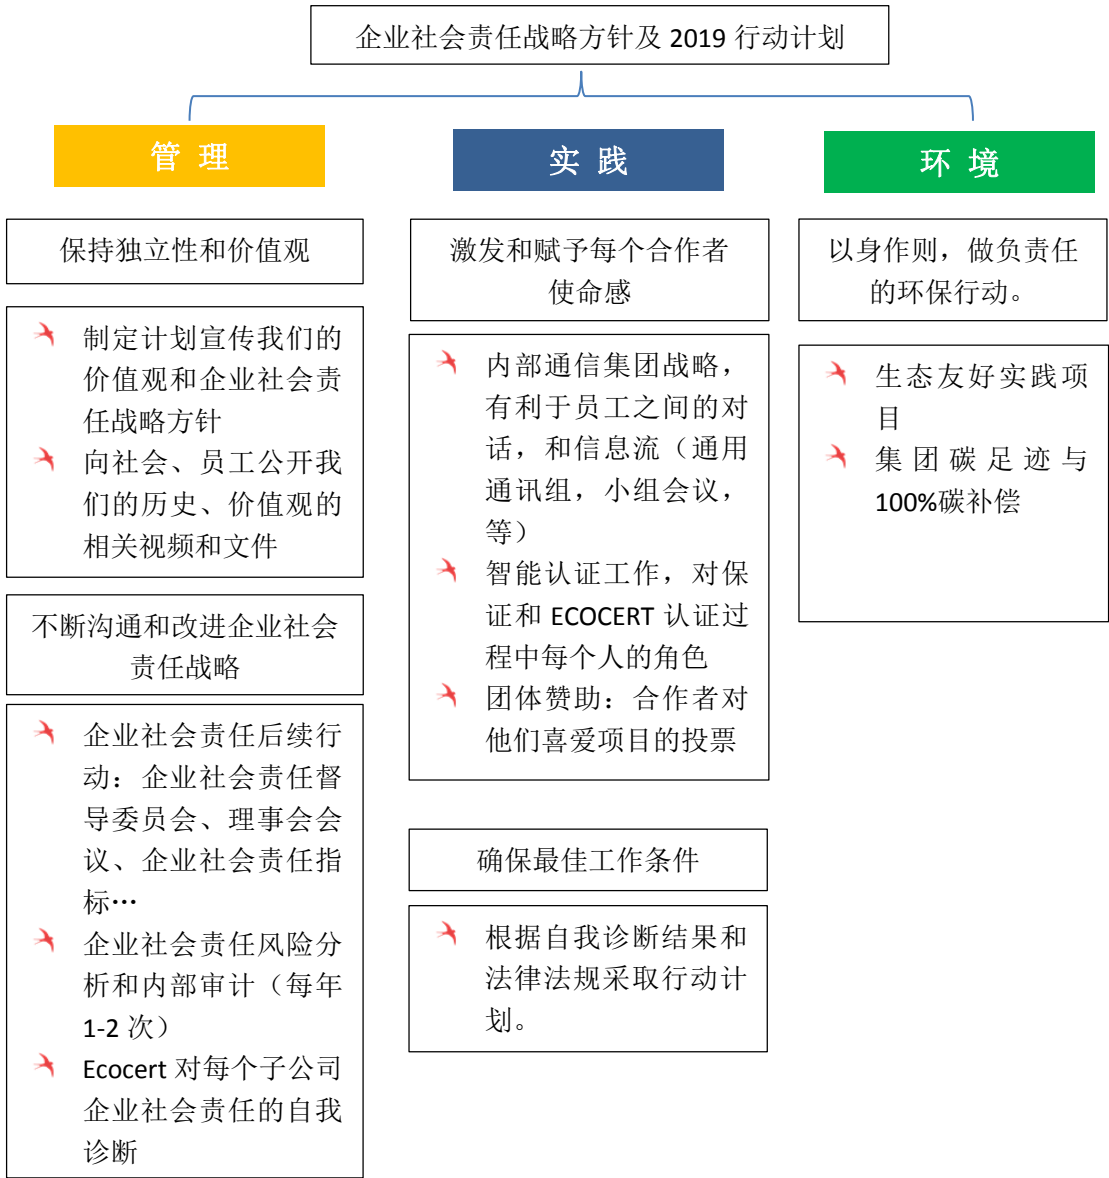 企业社会责任战略方针及 2019 行动计划
管 理
保持独立性和价值观
制定计划宣传我们的
价值观和企业社会责
任战略方针
向社会、员工公开我
们的历史、价值观的
相关视频和文件
不断沟通和改进企业社会
责任战略
企业社会责任后续行
动：企业社会责任督
导委员会、理事会会
议、企业社会责任指
标…
企业社会责任风险分
析和内部审计（每年
1-2 次）
Ecocert 对每个子公司
企业社会责任的自我
诊断
实 践
激发和赋予每个合作者
使命感
内部通信集团战略，
有利于员工之间的对
话，和信息流（通用
通讯组，小组会议，
等）
智能认证工作，对保
证和 ECOCERT 认证过
程中每个人的角色
团体赞助：合作者对
他们喜爱项目的投票
确保最佳工作条件
根据自我诊断结果和
法律法规采取行动计
划。
环 境
以身作则，做负责任
的环保行动。
生态友好实践项
目
集团碳足迹与
100%碳补偿